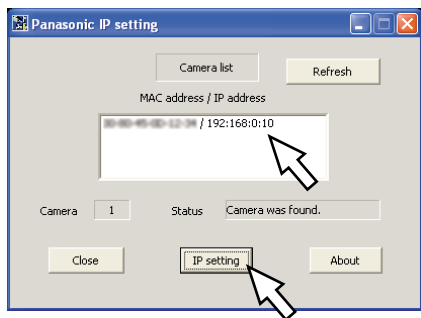 Panasonic IP setting
Camera list
Refresh
MAC address / IP address
/ 192:168:0:10
Camera 1 Status Camera was found.
Close IP setting About